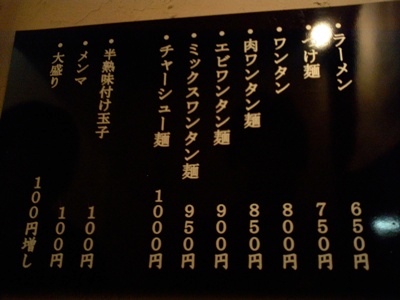 ・ラーメン 650円
・つけ麺 750円
・ワンタン 800円
・肉ワンタン麺 850円
・エビワンタン麺 900円
・ミックスワンタン麺 950円
・チャーシュー麺 1000円
・半熟味付け玉子 100円
・メンマ 100円
・大盛り 100円増し